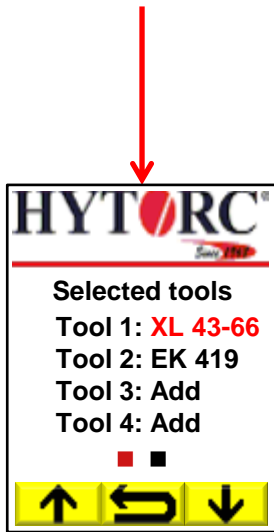 HYTORC®
Since 1968
Selected tools
Tool 1: XL 43-66
Tool 2: EK 419
Tool 3: Add
Tool 4: Add